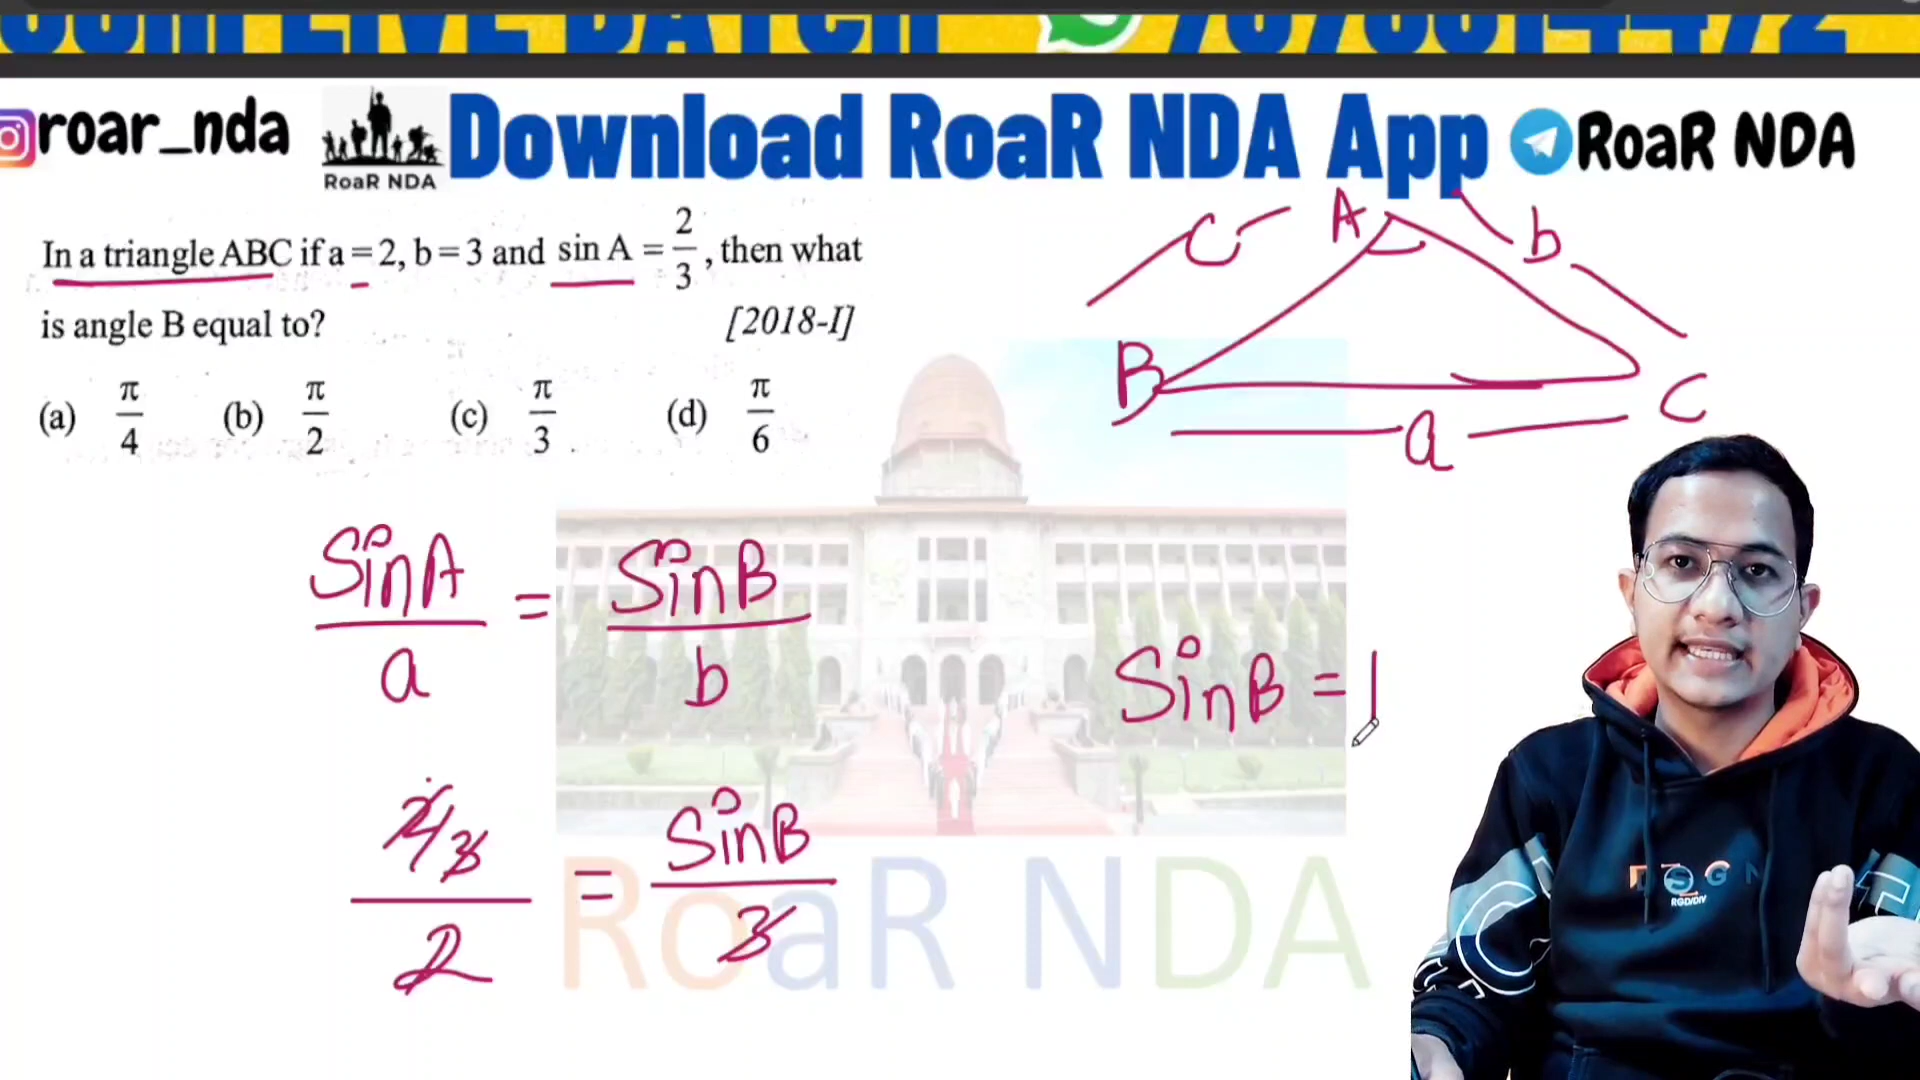 roar_nda
RoaR NDA
Download RoaR NDA App
RoaR NDA
In a triangle ABC if a = 2, b = 3 and sin A = 2/3, then what
is angle B equal to? [2018-I]
(a) π/4 (b) π/2 (c) π/3 (d) π/6
A
B
C
c
b
a
SinA/a = SinB/b
SinB = 1
2/3/2 = SinB/3
RoaR NDA